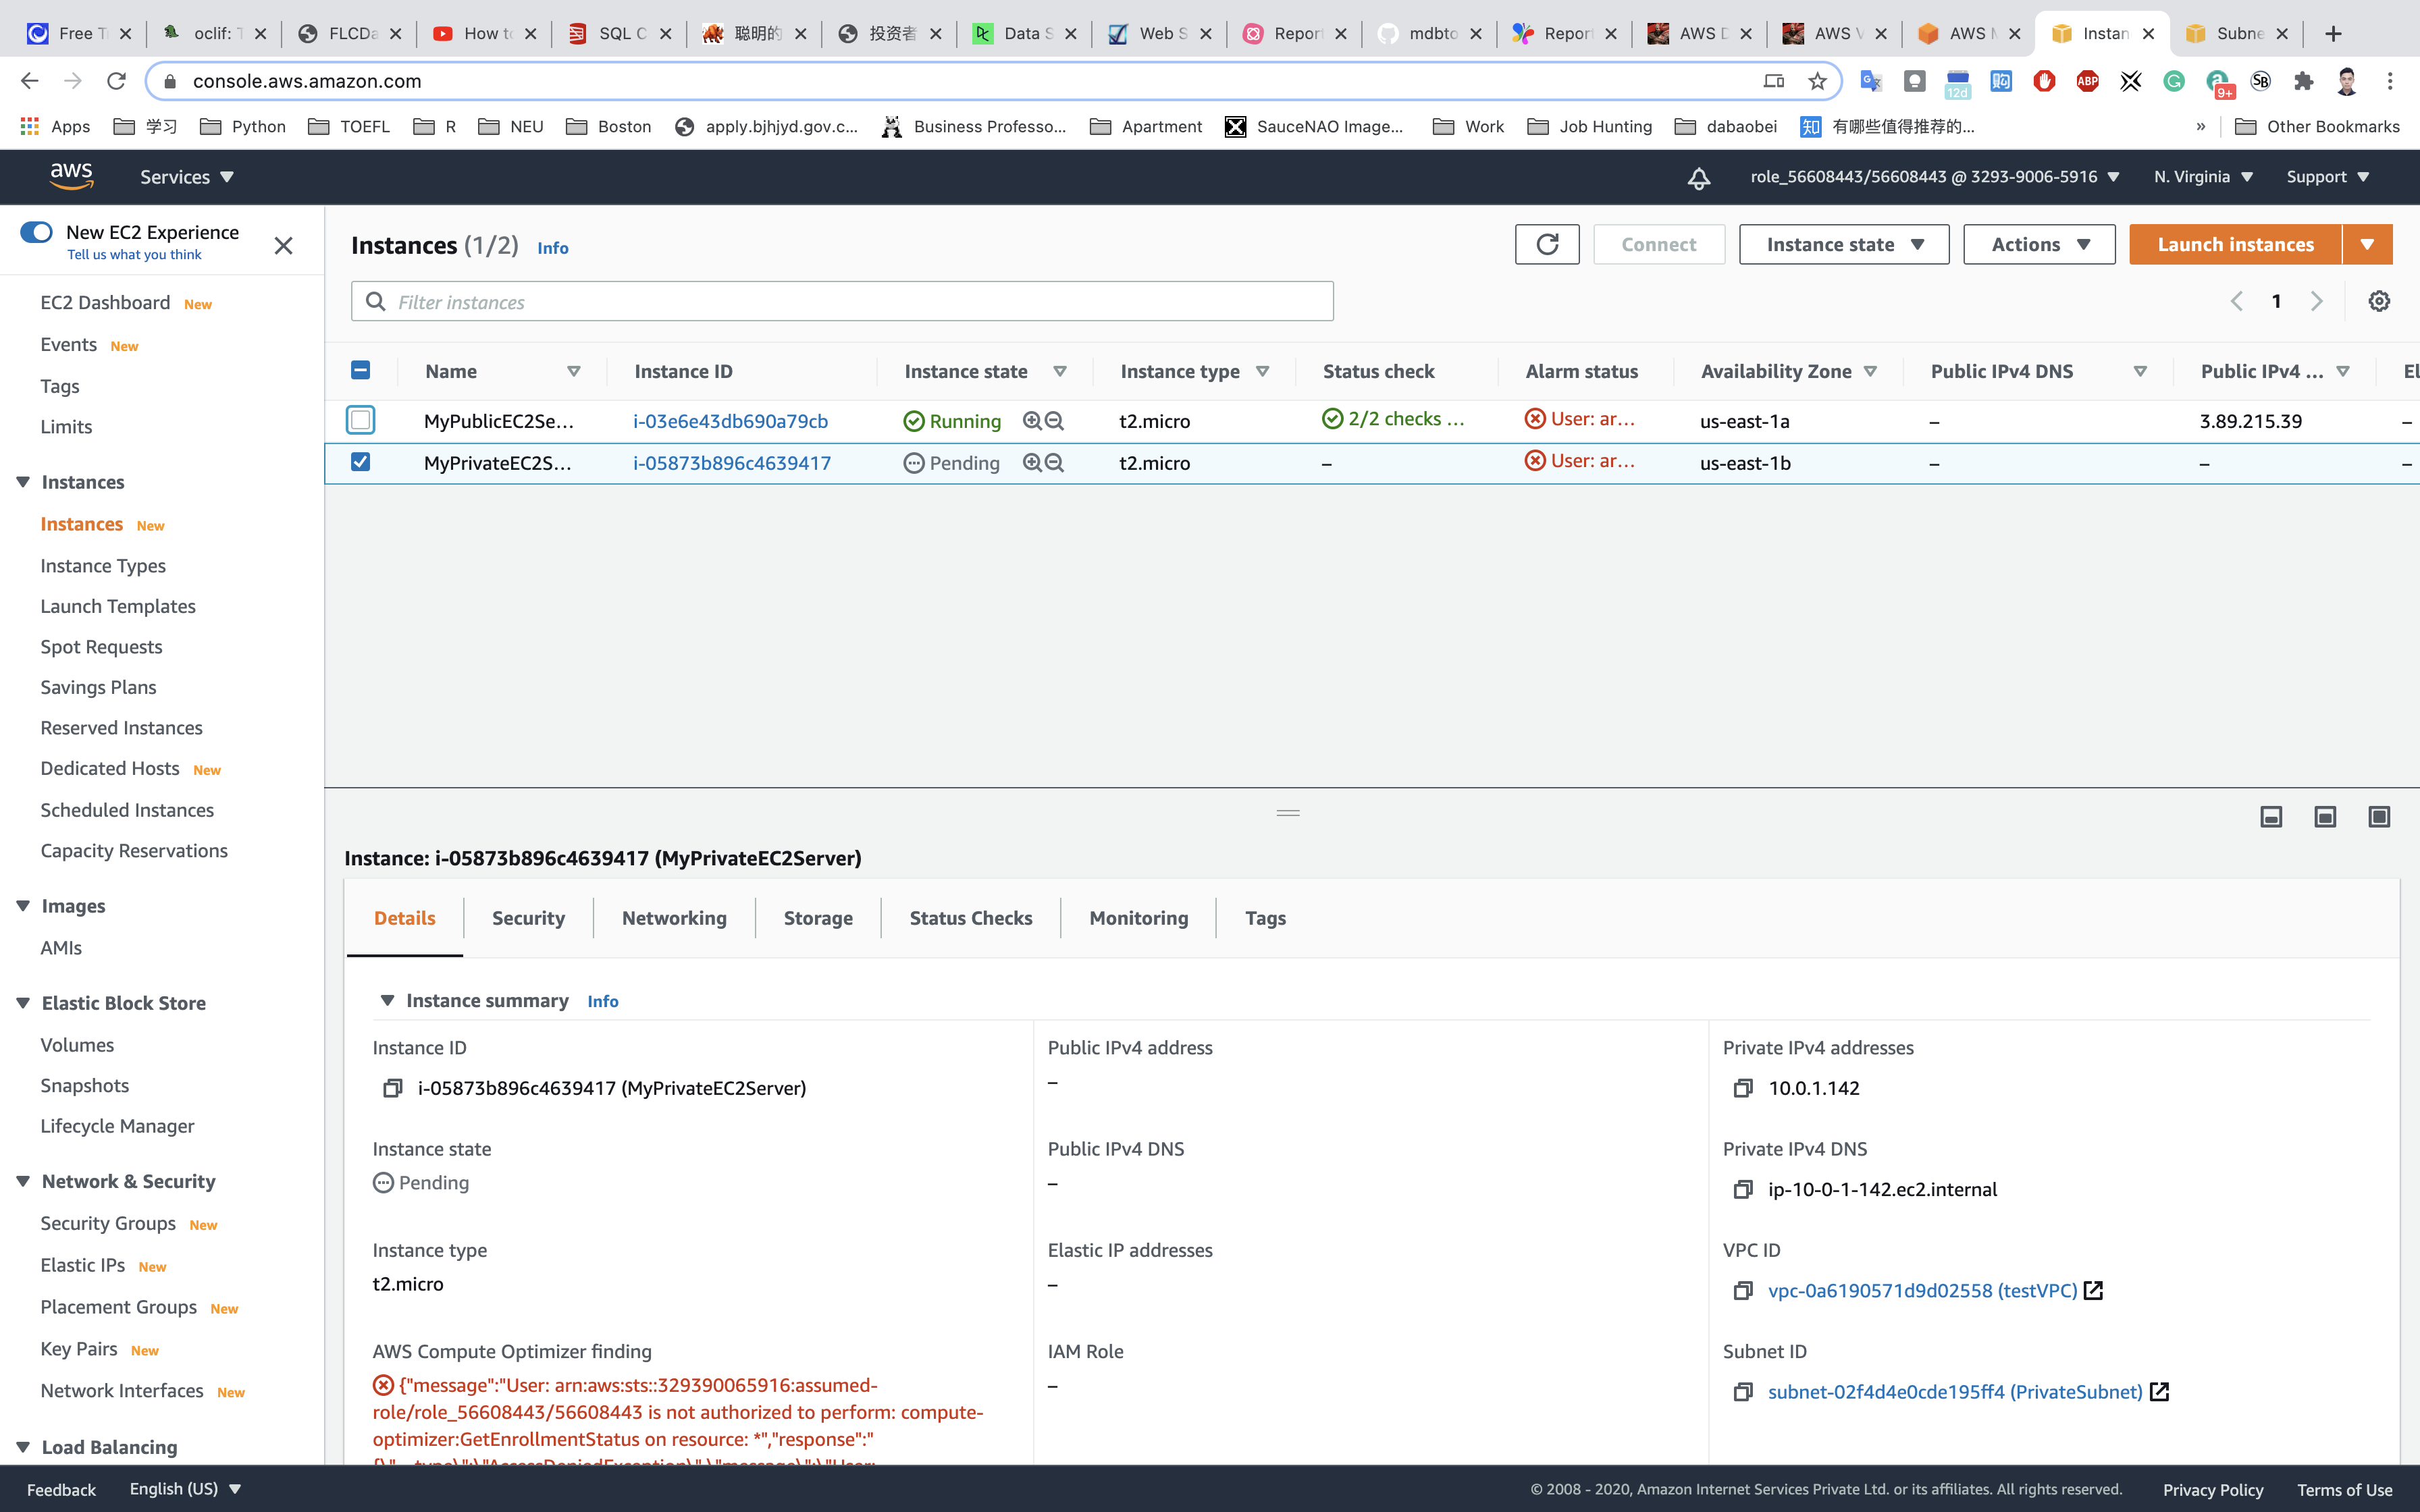 Free T
oclif: T
FLCDa
How to
SQL C
聪明的
投资者
Data S
Web S
Report
mdbto
Report
AWS D
AWS V
AWS M
Instan
Subne
console.aws.amazon.com
12d
ABP
9+
SB
Apps
学习
Python
TOEFL
R
NEU
Boston
apply.bjhjyd.gov.c...
Business Professo...
Apartment
SauceNAO Image...
Work
Job Hunting
dabaobei
知 有哪些值得推荐的...
»
Other Bookmarks
aws
Services
role_56608443/56608443 @ 3293-9006-5916
N. Virginia
Support
New EC2 Experience
Tell us what you think
EC2 Dashboard New
Events New
Tags
Limits
Instances
Instances New
Instance Types
Launch Templates
Spot Requests
Savings Plans
Reserved Instances
Dedicated Hosts New
Scheduled Instances
Capacity Reservations
Images
AMIs
Elastic Block Store
Volumes
Snapshots
Lifecycle Manager
Network & Security
Security Groups New
Elastic IPs New
Placement Groups New
Key Pairs New
Network Interfaces New
Load Balancing
Instances (1/2) Info
Connect
Instance state
Actions
Launch instances
Filter instances
1
Name Instance ID Instance state Instance type Status check Alarm status Availability Zone Public IPv4 DNS Public IPv4 ... El
MyPublicEC2Se... i-03e6e43db690a79cb Running t2.micro 2/2 checks ... User: ar... us-east-1a – 3.89.215.39 –
MyPrivateEC2S... i-05873b896c4639417 Pending t2.micro – User: ar... us-east-1b – – –
Instance: i-05873b896c4639417 (MyPrivateEC2Server)
Details Security Networking Storage Status Checks Monitoring Tags
Instance summary Info
Instance ID
i-05873b896c4639417 (MyPrivateEC2Server)
Public IPv4 address
–
Private IPv4 addresses
10.0.1.142
Instance state
Pending
Public IPv4 DNS
–
Private IPv4 DNS
ip-10-0-1-142.ec2.internal
Instance type
t2.micro
Elastic IP addresses
–
VPC ID
vpc-0a6190571d9d02558 (testVPC)
AWS Compute Optimizer finding
{"message":"User: arn:aws:sts::329390065916:assumed-
role/role_56608443/56608443 is not authorized to perform: compute-
optimizer:GetEnrollmentStatus on resource: *","response":"
{\"__type\":\"AccessDeniedException\",\"message\":\"User:
IAM Role
–
Subnet ID
subnet-02f4d4e0cde195ff4 (PrivateSubnet)
Feedback
English (US)
© 2008 - 2020, Amazon Internet Services Private Ltd. or its affiliates. All rights reserved.
Privacy Policy
Terms of Use